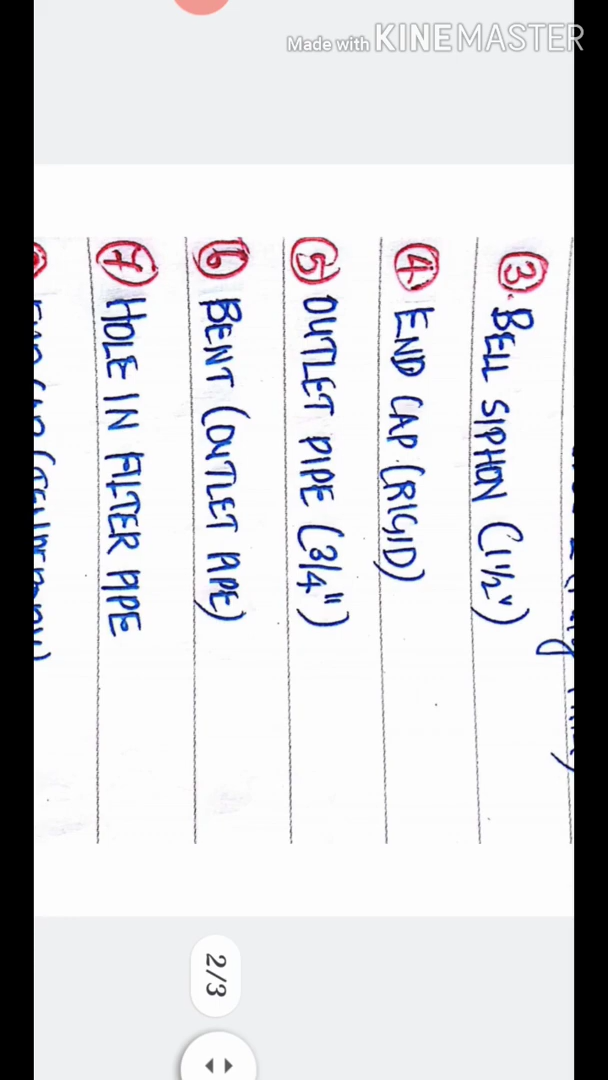 Made with KINEMASTER
3. BELL SIPHON (1½")
4 END CAP (RIGID)
5 OUTLET PIPE (3/4")
6 BENT (OUTLET PIPE)
7 HOLE IN FILTER PIPE
2/3